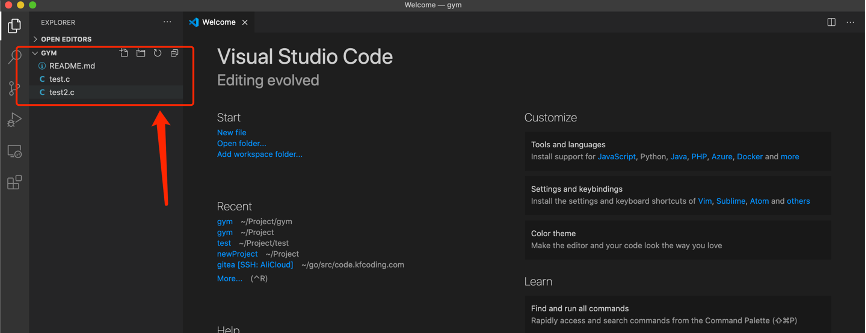 Welcome — gym
EXPLORER
Welcome
OPEN EDITORS
GYM
README.md
C test.c
C test2.c
Visual Studio Code
Editing evolved
Start
New file
Open folder...
Add workspace folder...
Recent
gym ~/Project/gym
gym ~/Project
test ~/Project/test
newProject ~/Project
gitea [SSH: AliCloud] ~/go/src/code.kfcoding.com
More... (^R)
Help
Customize
Tools and languages
Install support for JavaScript, Python, Java, PHP, Azure, Docker and more
Settings and keybindings
Install the settings and keyboard shortcuts of Vim, Sublime, Atom and others
Color theme
Make the editor and your code look the way you love
Learn
Find and run all commands
Rapidly access and search commands from the Command Palette (⇧⌘P)